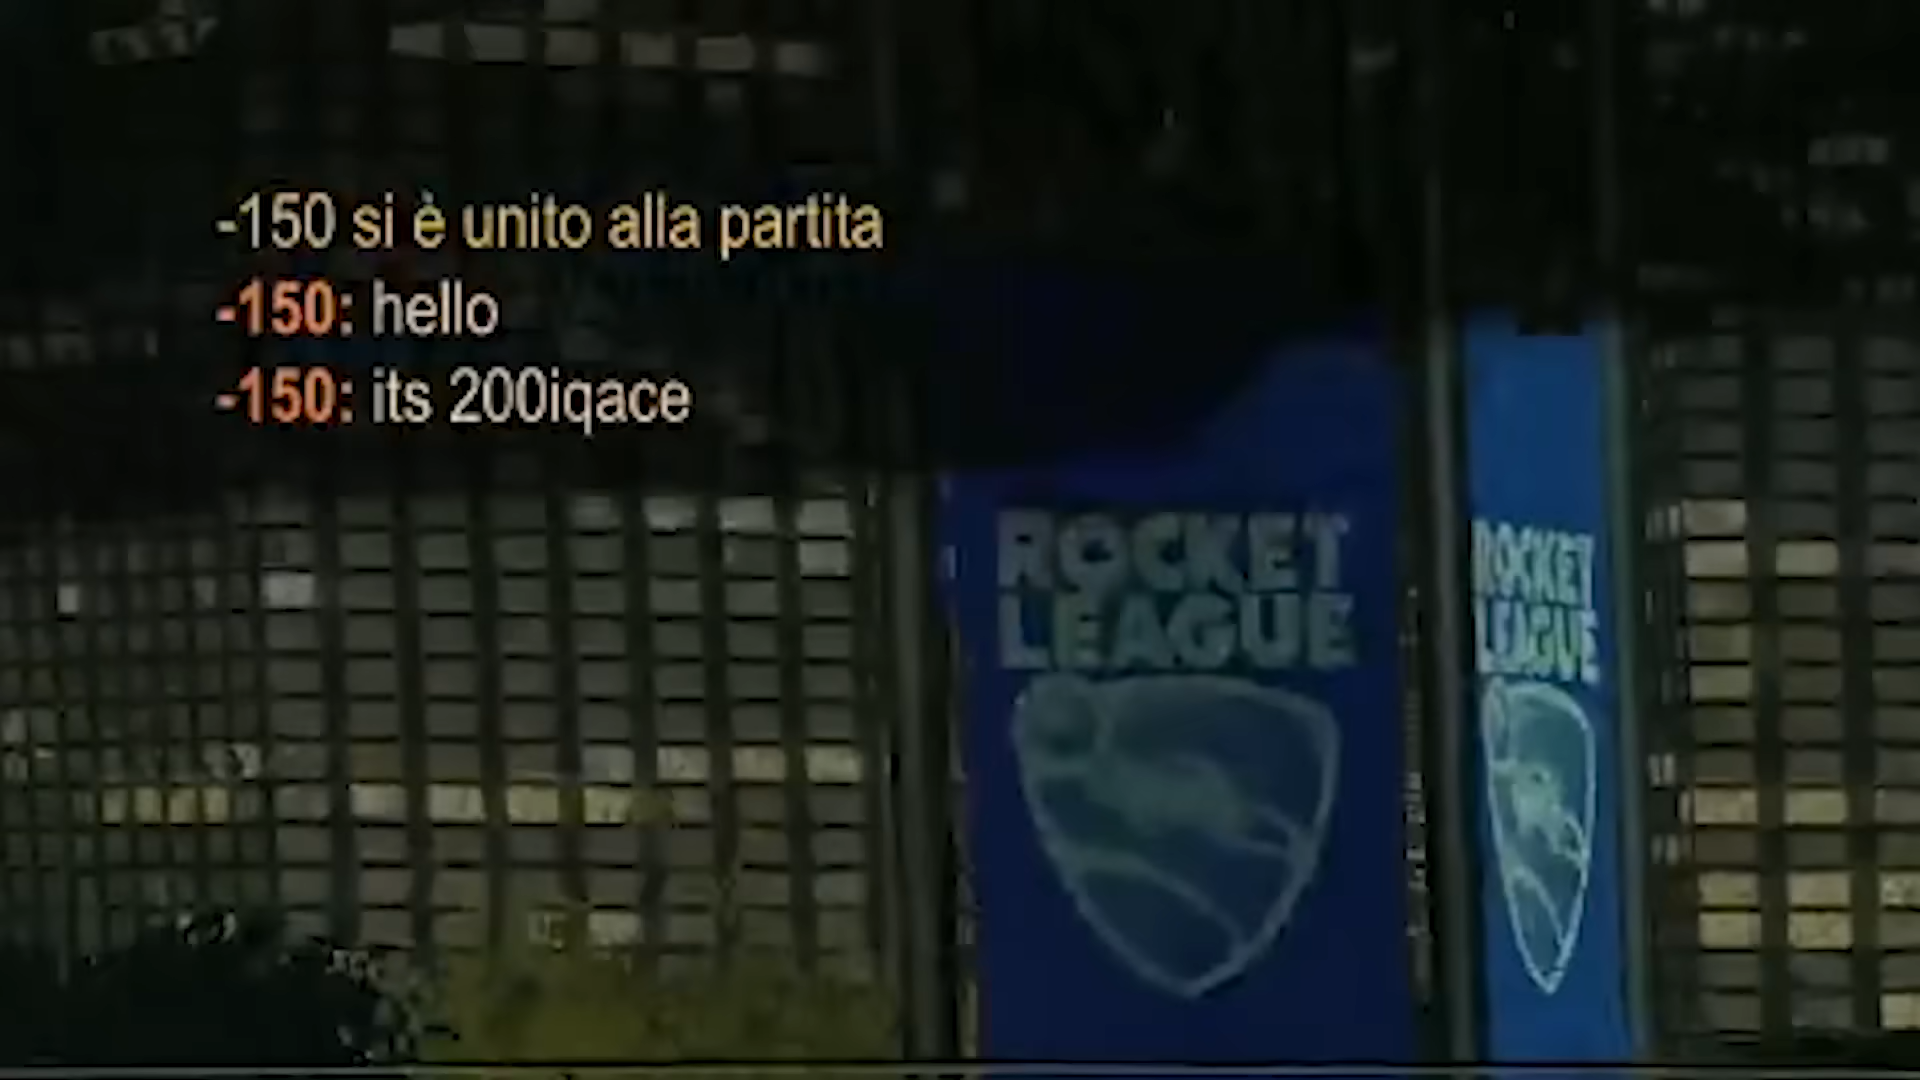 -150 si è unito alla partita
-150: hello
-150: its 200iqace
ROCKET
LEAGUE
ROCKET
LEAGUE